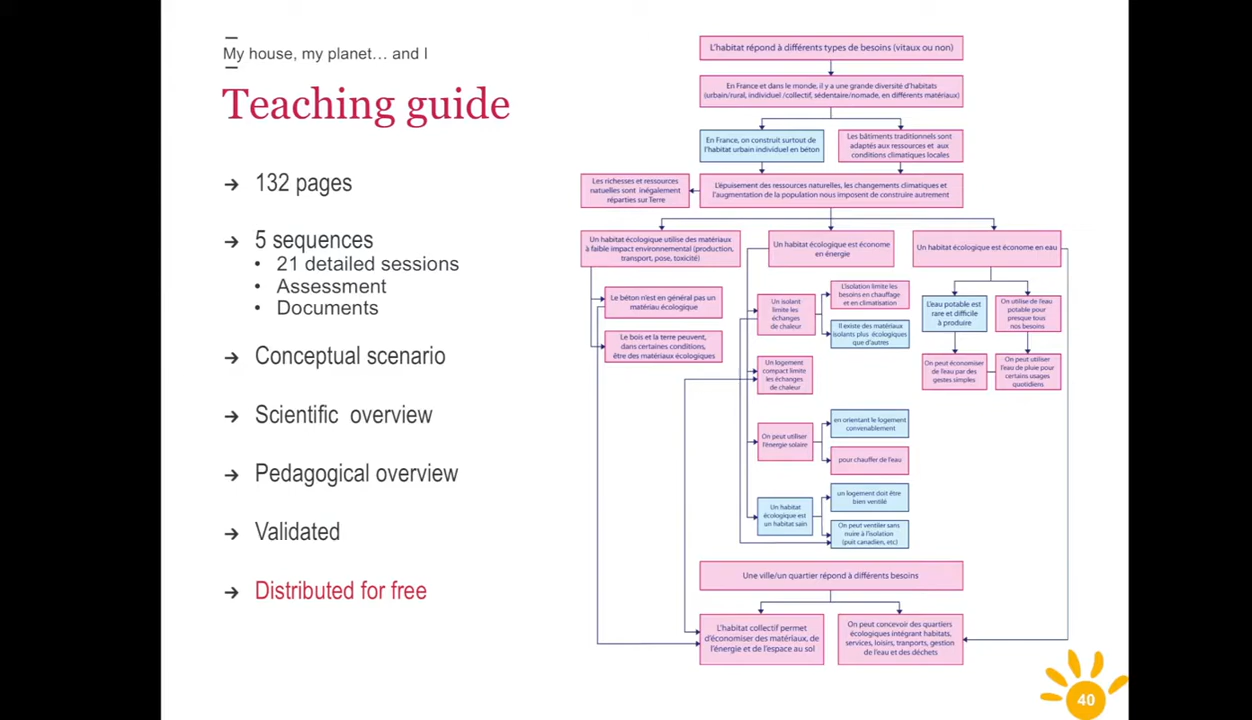 My house, my planet… and I
Teaching guide
132 pages
5 sequences
21 detailed sessions
Assessment
Documents
Conceptual scenario
Scientific overview
Pedagogical overview
Validated
Distributed for free
L'habitat répond à différents types de besoins (vitaux ou non)
En France et dans le monde, il y a une grande diversité d'habitats
(urbain/rural, individuel /collectif, sédentaire/nomade, en différents matériaux)
En France, on construit surtout de
l'habitat urbain individuel en béton
Les bâtiments traditionnels sont
adaptés aux ressources et aux
conditions climatiques locales
Les richesses et ressources
naturelles sont inégalement
réparties sur Terre
L'épuisement des ressources naturelles, les changements climatiques et
l'augmentation de la population nous imposent de construire autrement
Un habitat écologique utilise des matériaux
à faible impact environnemental (production,
transport, pose, toxicité)
Un habitat écologique est économe
en énergie
Un habitat écologique est économe en eau
Le béton n'est en général pas un
matériau écologique
Le bois et la terre peuvent,
dans certaines conditions,
être des matériaux écologiques
Un isolant
limite les
échanges
de chaleur
L'isolation limite les
besoins en chauffage
et en climatisation
Il existe des matériaux
isolants plus écologiques
que d'autres
Un logement
compact limite
les échanges
de chaleur
On peut utiliser
l'énergie solaire
en orientant le logement
convenablement
pour chauffer de l'eau
Un habitat
écologique est
un habitat sain
un logement doit être
bien ventilé
On peut ventiler sans
nuire à l'isolation
(puit canadien, etc)
L'eau potable est
rare et difficile
à produire
On utilise de l'eau
potable pour
presque tous
nos besoins
On peut économiser
de l'eau par des
gestes simples
On peut utiliser
l'eau de pluie pour
certains usages
quotidiens
Une ville/un quartier répond à différents besoins
L'habitat collectif permet
d'économiser des matériaux, de
l'énergie et de l'espace au sol
On peut concevoir des quartiers
écologiques intégrant habitats,
services, loisirs, tranports, gestion
de l'eau et des déchets
40